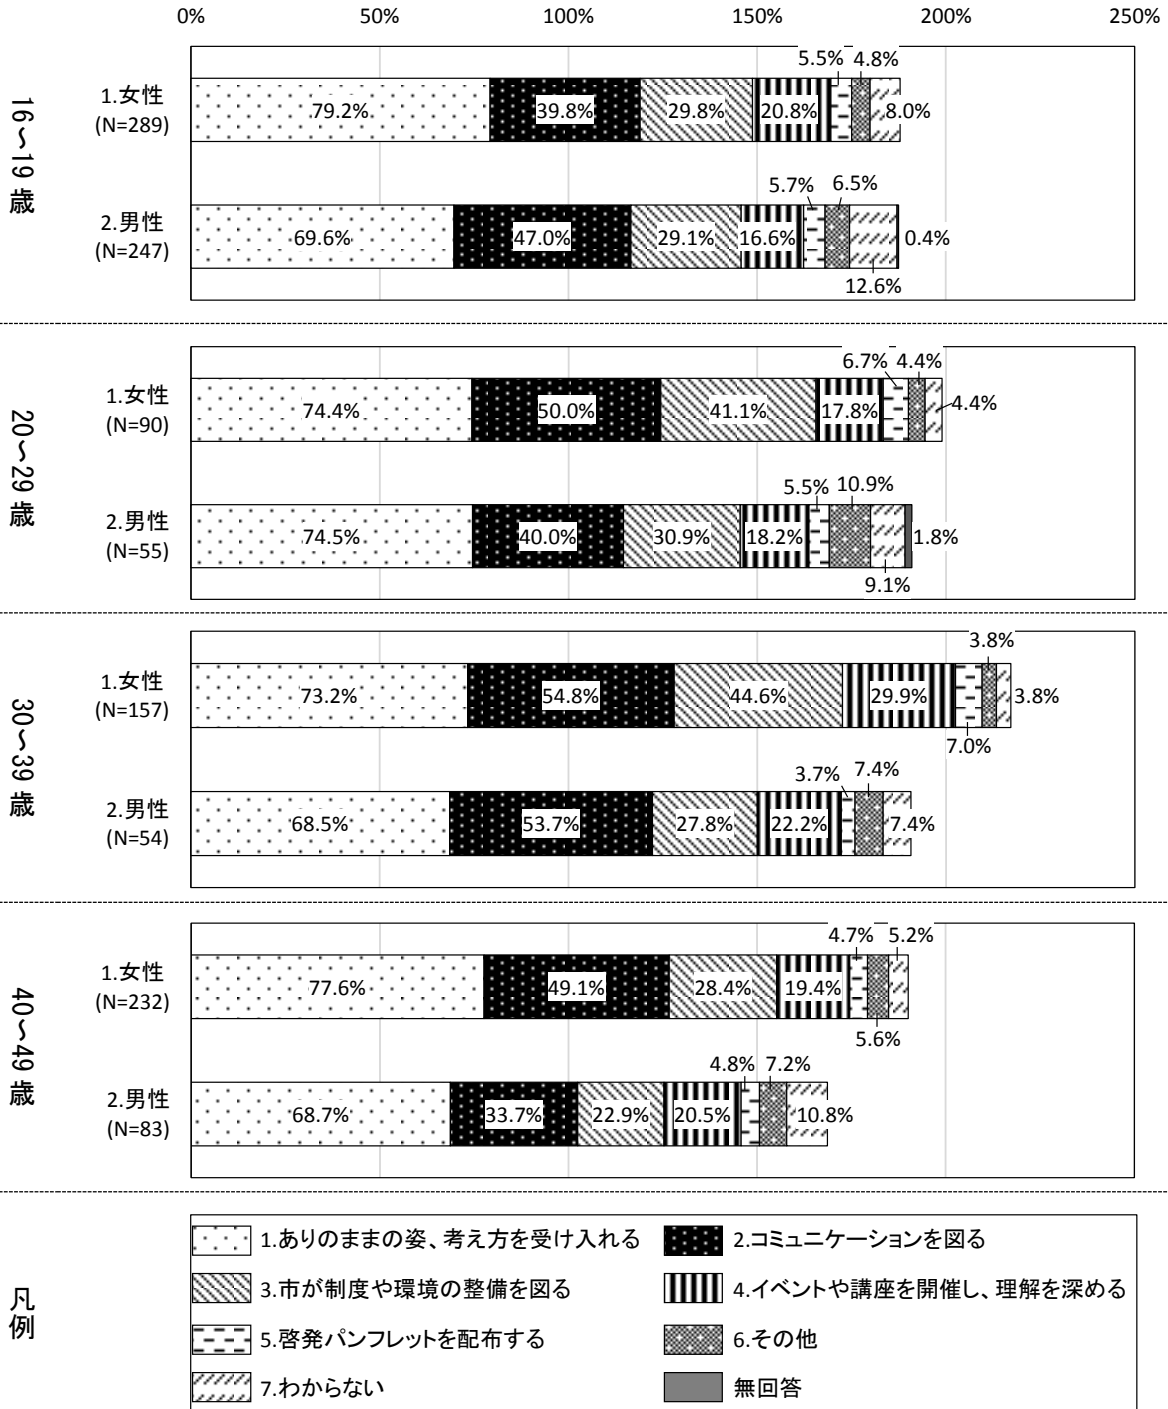 0% 50% 100% 150% 200% 250%
16～19歳
1.女性
(N=289)
79.2% 39.8% 29.8% 20.8% 5.5% 4.8% 8.0%
2.男性
(N=247)
69.6% 47.0% 29.1% 16.6% 5.7% 6.5% 12.6% 0.4%
20～29歳
1.女性
(N=90)
74.4% 50.0% 41.1% 17.8% 6.7% 4.4% 4.4%
2.男性
(N=55)
74.5% 40.0% 30.9% 18.2% 5.5% 10.9% 9.1% 1.8%
30～39歳
1.女性
(N=157)
73.2% 54.8% 44.6% 29.9% 7.0% 3.8% 3.8%
2.男性
(N=54)
68.5% 53.7% 27.8% 22.2% 3.7% 7.4% 7.4%
40～49歳
1.女性
(N=232)
77.6% 49.1% 28.4% 19.4% 4.7% 5.6% 5.2%
2.男性
(N=83)
68.7% 33.7% 22.9% 20.5% 4.8% 7.2% 10.8%
凡例
1.ありのままの姿、考え方を受け入れる
2.コミュニケーションを図る
3.市が制度や環境の整備を図る
4.イベントや講座を開催し、理解を深める
5.啓発パンフレットを配布する
6.その他
7.わからない
無回答